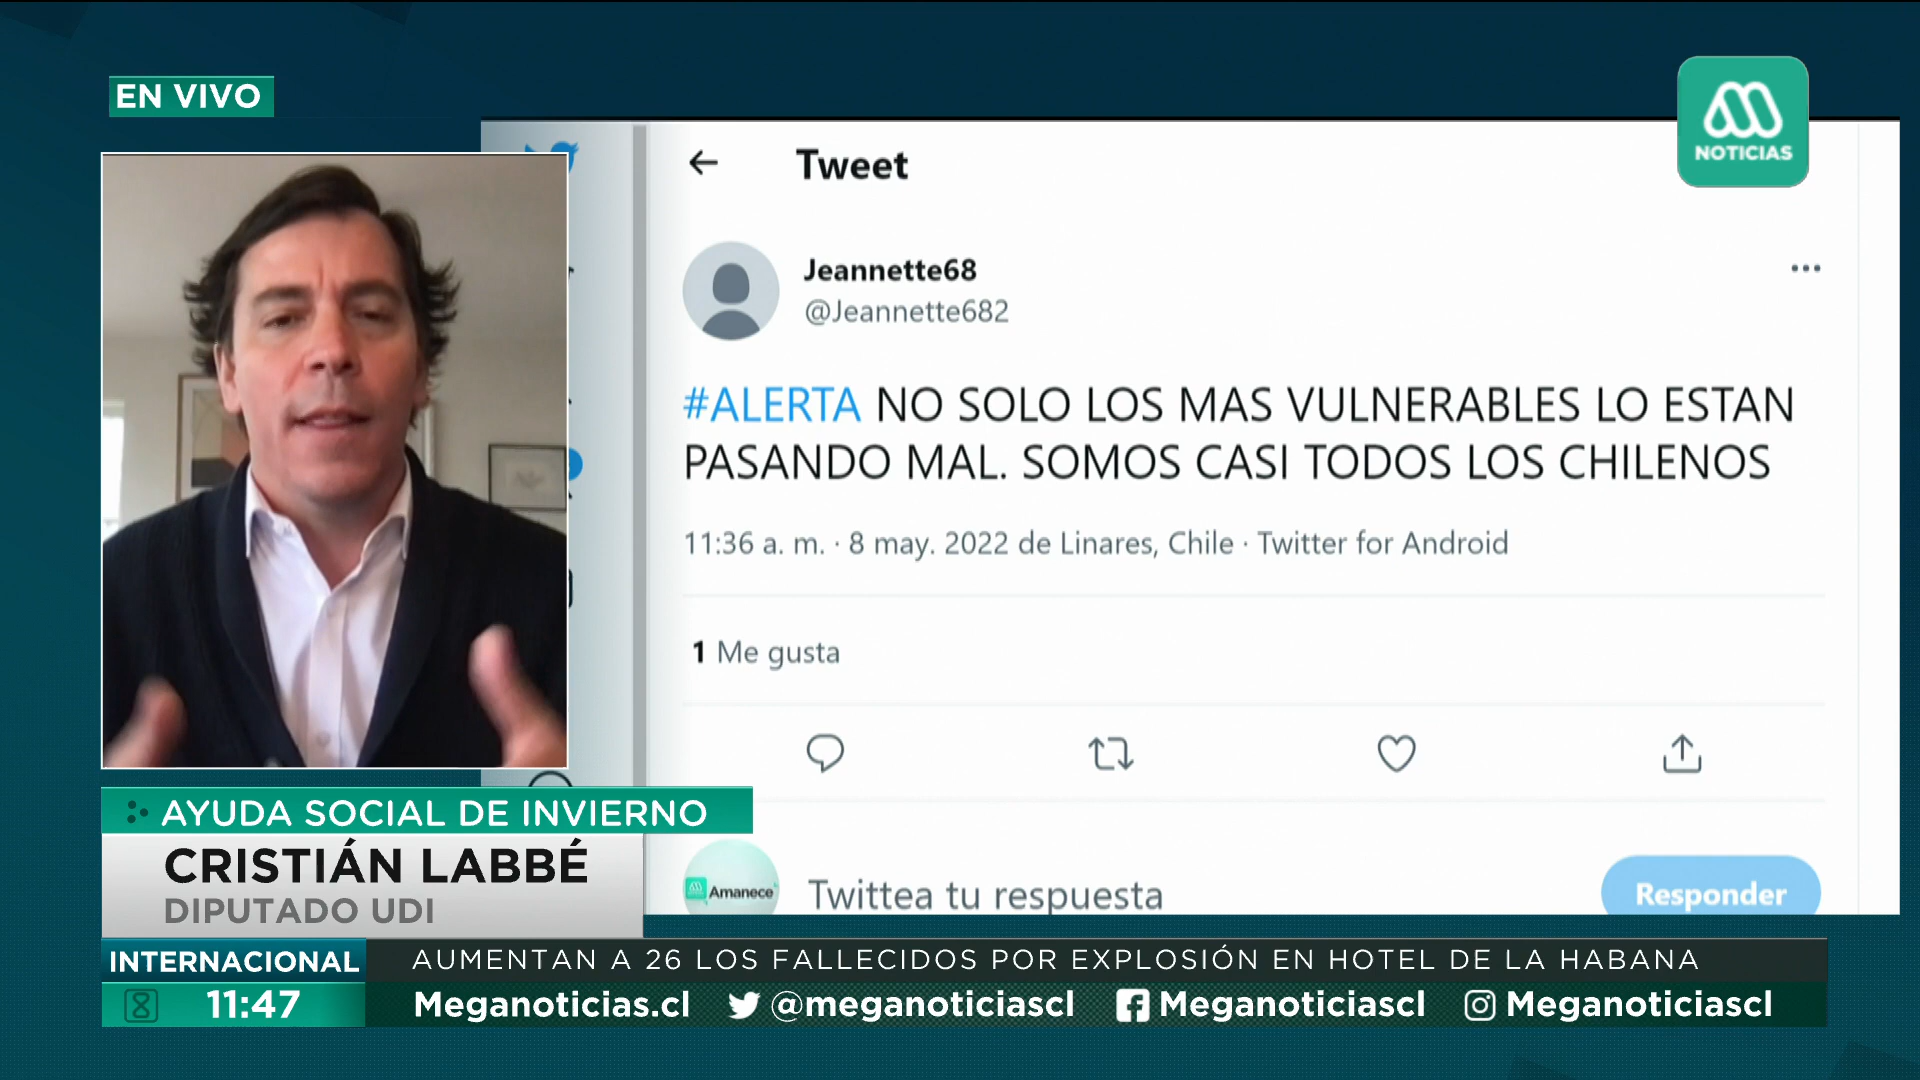 EN VIVO
NOTICIAS
Tweet
Jeannette68
@Jeannette682
#ALERTA NO SOLO LOS MAS VULNERABLES LO ESTAN
PASANDO MAL. SOMOS CASI TODOS LOS CHILENOS
11:36 a. m. · 8 may. 2022 de Linares, Chile · Twitter for Android
1 Me gusta
Amanece
Twittea tu respuesta
Responder
AYUDA SOCIAL DE INVIERNO
CRISTIÁN LABBÉ
DIPUTADO UDI
INTERNACIONAL
AUMENTAN A 26 LOS FALLECIDOS POR EXPLOSIÓN EN HOTEL DE LA HABANA
8 11:47
Meganoticias.cl @meganoticiascl Meganoticiascl Meganoticiascl